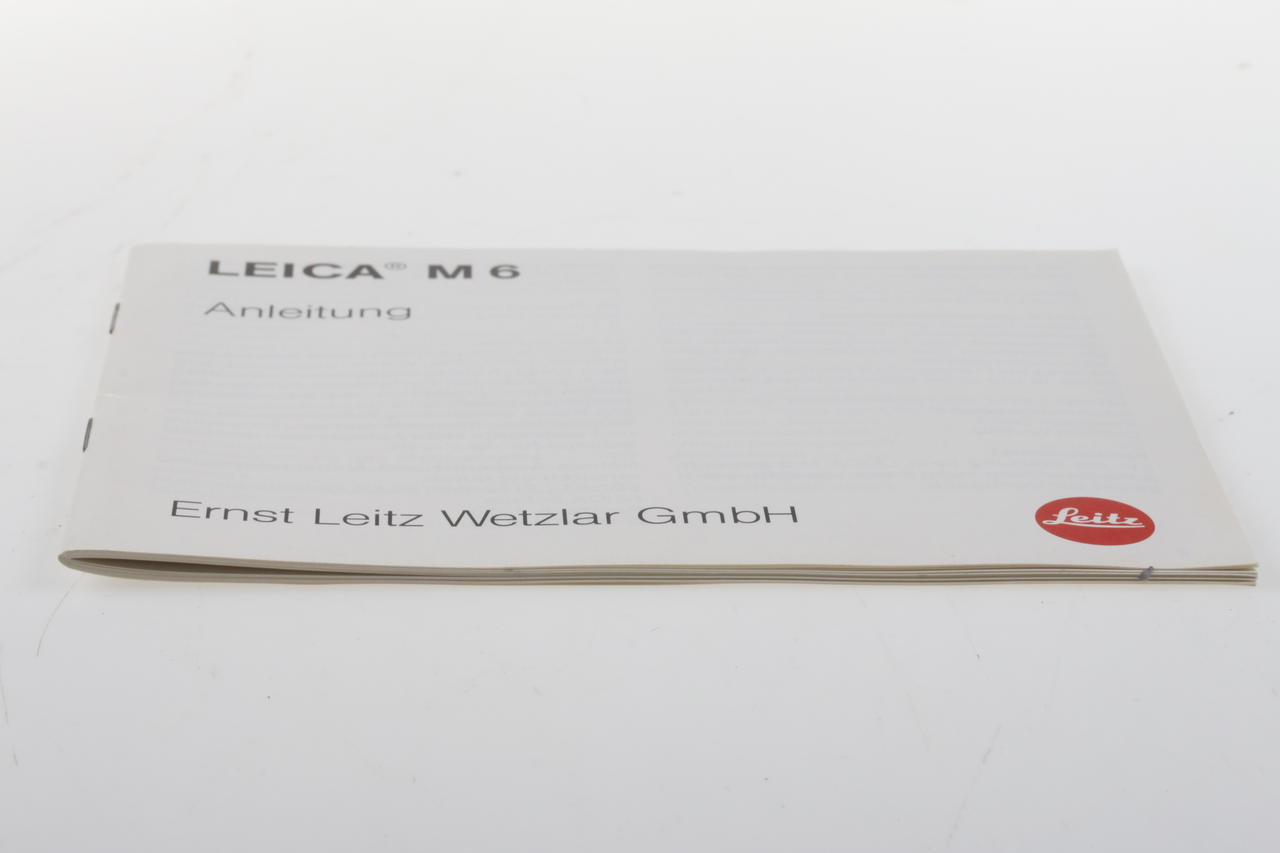 LEICA® M 6
Anleitung
Ernst Leitz Wetzlar GmbH
Leitz